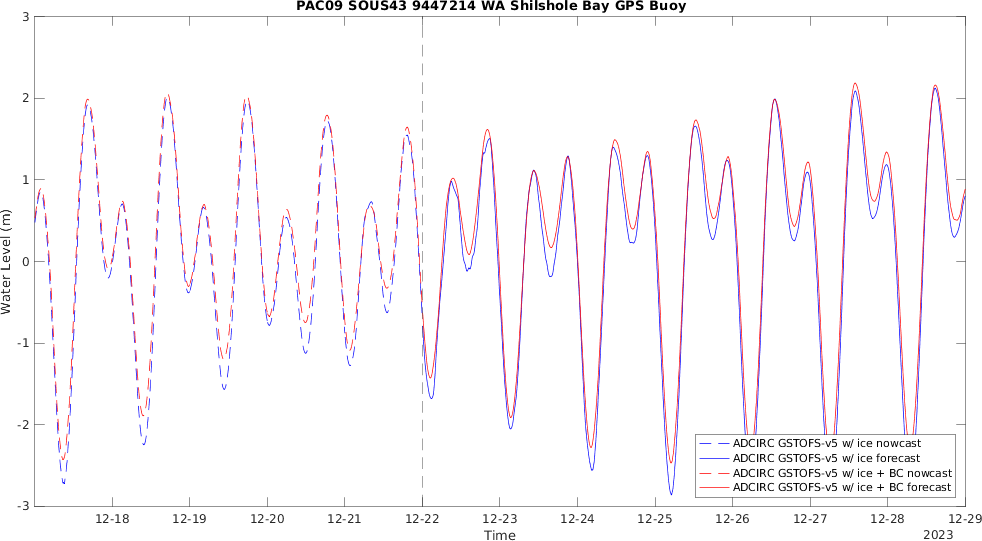 PAC09 SOUS43 9447214 WA Shilshole Bay GPS Buoy
3
2
1
0
-1
-2
-3
Water Level (m)
ADCIRC GSTOFS-v5 w/ ice nowcast
ADCIRC GSTOFS-v5 w/ ice forecast
ADCIRC GSTOFS-v5 w/ ice + BC nowcast
ADCIRC GSTOFS-v5 w/ ice + BC forecast
12-18 12-19 12-20 12-21 12-22 12-23 12-24 12-25 12-26 12-27 12-28 12-29
Time
2023